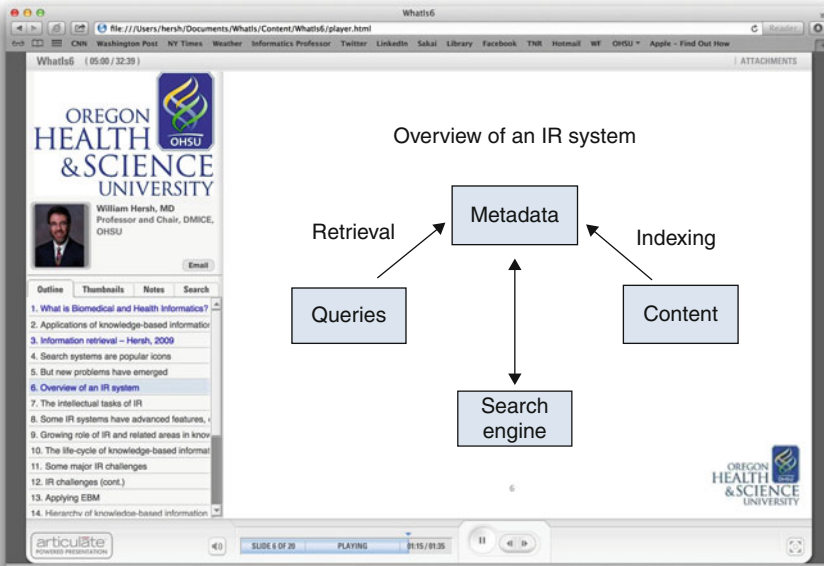 WhatIs6
file:///Users/hersh/Documents/WhatIs/Content/WhatIs6/player.html
Reader
CNN Washington Post NY Times Weather Informatics Professor Twitter LinkedIn Sakai Library Facebook TNR Hotmail WF OHSU Apple – Find Out How
WhatIs6 (05:00 / 32:39)
ATTACHMENTS
OREGON
HEALTH
OHSU
& SCIENCE
UNIVERSITY
William Hersh, MD
Professor and Chair, DMICE,
OHSU
Email
Outline Thumbnails Notes Search
1. What is Biomedical and Health Informatics?
2. Applications of knowledge-based information
3. Information retrieval – Hersh, 2009
4. Search systems are popular icons
5. But new problems have emerged
6. Overview of an IR system
7. The intellectual tasks of IR
8. Some IR systems have advanced features,
9. Growing role of IR and related areas in know
10. The life-cycle of knowledge-based informat
11. Some major IR challenges
12. IR challenges (cont.)
13. Applying EBM
14. Hierarchy of knowledge-based information
Overview of an IR system
Metadata
Retrieval
Indexing
Queries
Content
Search
engine
6
OREGON
HEALTH
OHSU
& SCIENCE
UNIVERSITY
articulate
POWERED PRESENTATION
SLIDE 6 OF 20 PLAYING 01:15 / 01:35